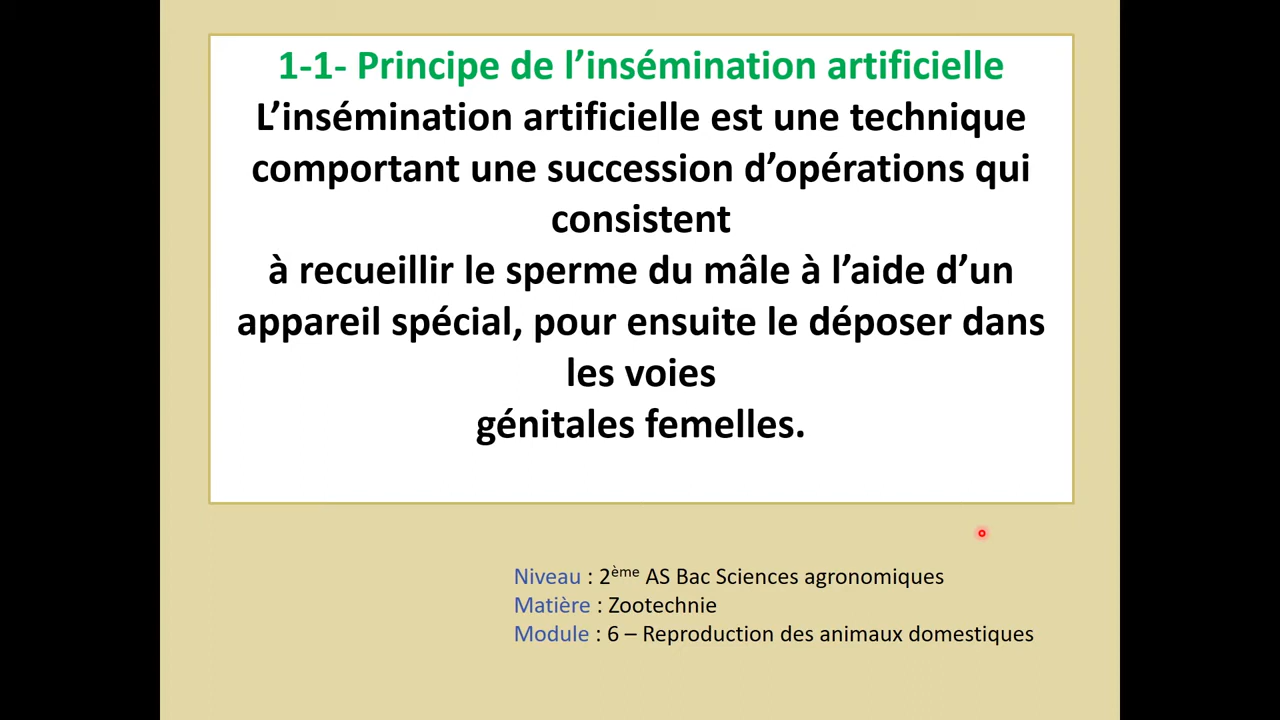 1-1- Principe de l’insémination artificielle
L’insémination artificielle est une technique
comportant une succession d’opérations qui
consistent
à recueillir le sperme du mâle à l’aide d’un
appareil spécial, pour ensuite le déposer dans
les voies
génitales femelles.
Niveau : 2ème AS Bac Sciences agronomiques
Matière : Zootechnie
Module : 6 – Reproduction des animaux domestiques